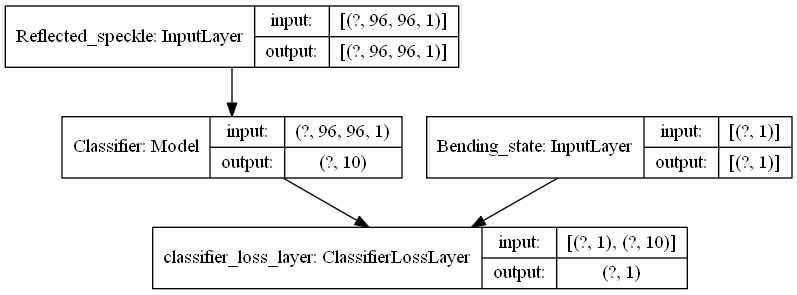 Reflected_speckle: InputLayer
input:
[(?, 96, 96, 1)]
output:
[(?, 96, 96, 1)]
Classifier: Model
input:
(?, 96, 96, 1)
output:
(?, 10)
Bending_state: InputLayer
input:
[(?, 1)]
output:
[(?, 1)]
classifier_loss_layer: ClassifierLossLayer
input:
[(?, 1), (?, 10)]
output:
(?, 1)